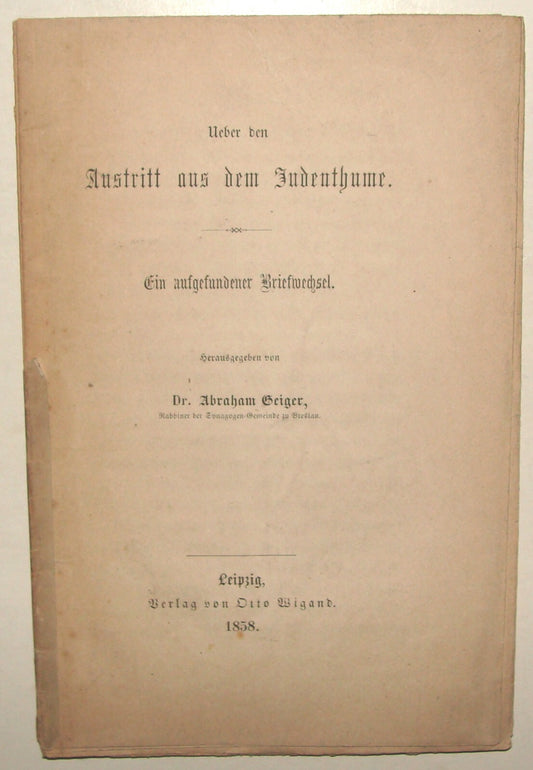 Ueber den
Austritt aus dem Judenthume.
Ein aufgefundener Briefwechsel.
Herausgegeben von
Dr. Abraham Geiger,
Rabbiner der Synagogen-Gemeinde zu Breslau.
Leipzig,
Verlag von Otto Wigand.
1858.